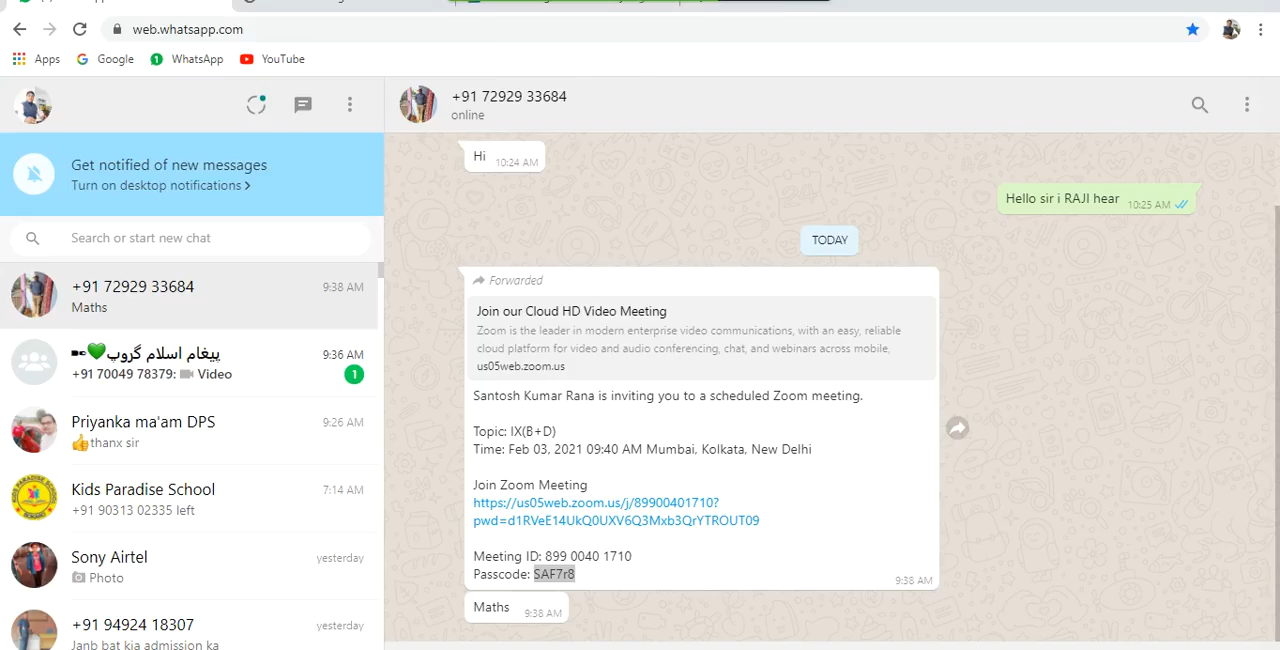 web.whatsapp.com
Apps
Google
WhatsApp
YouTube
+91 72929 33684
online
Get notified of new messages
Turn on desktop notifications >
Search or start new chat
+91 72929 33684
9:38 AM
Maths
پیغام اسلام گروپ💚
9:36 AM
+91 70049 78379: Video
1
Priyanka ma'am DPS
9:26 AM
👍thanx sir
Kids Paradise School
7:14 AM
+91 90313 02335 left
Sony Airtel
yesterday
Photo
+91 94924 18307
yesterday
Janb bat kia admission ka
Hi
10:24 AM
Hello sir i RAJI hear
10:25 AM
TODAY
Forwarded
Join our Cloud HD Video Meeting
Zoom is the leader in modern enterprise video communications, with an easy, reliable
cloud platform for video and audio conferencing, chat, and webinars across mobile,
us05web.zoom.us
Santosh Kumar Rana is inviting you to a scheduled Zoom meeting.
Topic: IX(B+D)
Time: Feb 03, 2021 09:40 AM Mumbai, Kolkata, New Delhi
Join Zoom Meeting
https://us05web.zoom.us/j/89900401710?
pwd=d1RVeE14UkQ0UXV6Q3Mxb3QrYTROUT09
Meeting ID: 899 0040 1710
Passcode: SAF7r8
9:38 AM
Maths
9:38 AM